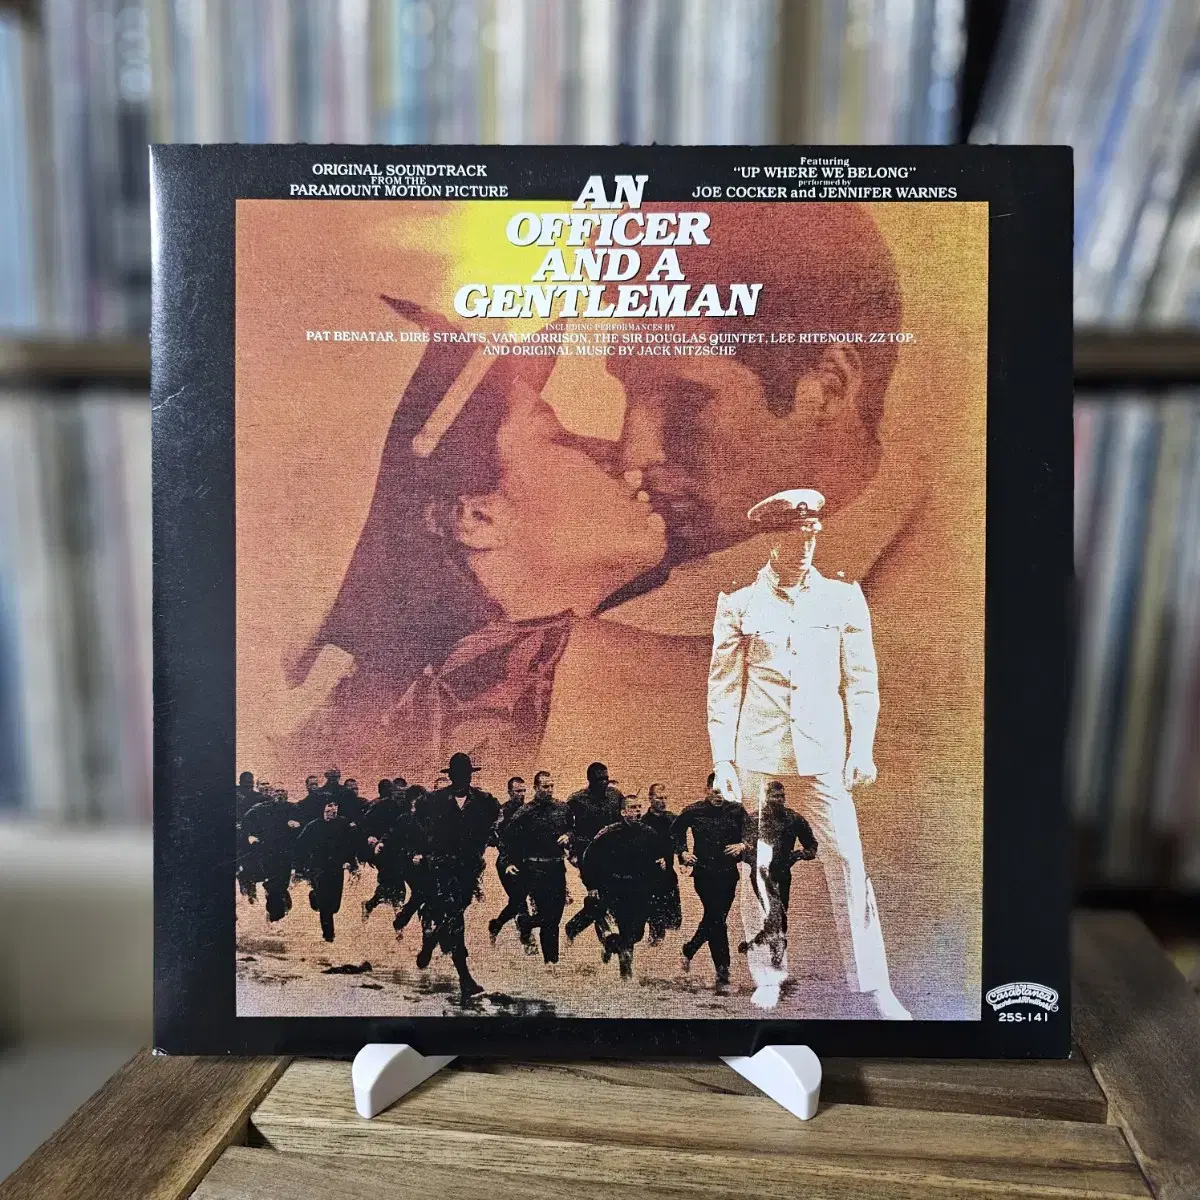 ORIGINAL SOUNDTRACK
FROM THE
PARAMOUNT MOTION PICTURE
Featuring
"UP WHERE WE BELONG"
performed by
JOE COCKER and JENNIFER WARNES
AN
OFFICER
AND A
GENTLEMAN
INCLUDING PERFORMANCES BY
PAT BENATAR, DIRE STRAITS, VAN MORRISON, THE SIR DOUGLAS QUINTET, LEE RITENOUR, ZZ TOP,
AND ORIGINAL MUSIC BY JACK NITZSCHE
Casablanca
25S-141